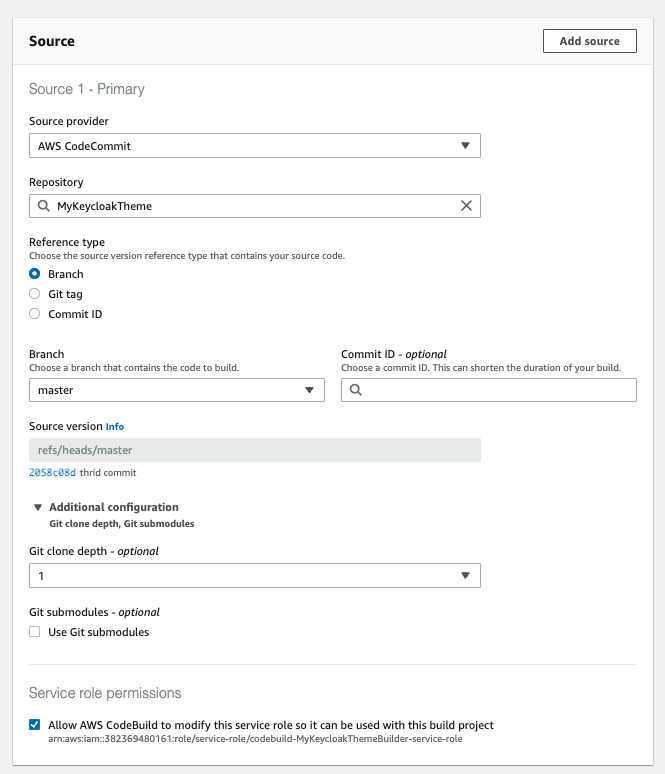 Source
Add source
Source 1 - Primary
Source provider
AWS CodeCommit
Repository
MyKeycloakTheme
Reference type
Choose the source version reference type that contains your source code.
Branch
Git tag
Commit ID
Branch
Choose a branch that contains the code to build.
master
Commit ID - optional
Choose a commit ID. This can shorten the duration of your build.
Source version Info
refs/heads/master
2058c08d thrid commit
Additional configuration
Git clone depth, Git submodules
Git clone depth - optional
1
Git submodules - optional
Use Git submodules
Service role permissions
Allow AWS CodeBuild to modify this service role so it can be used with this build project
arn:aws:iam::382369480161:role/service-role/codebuild-MyKeycloakThemeBuilder-service-role